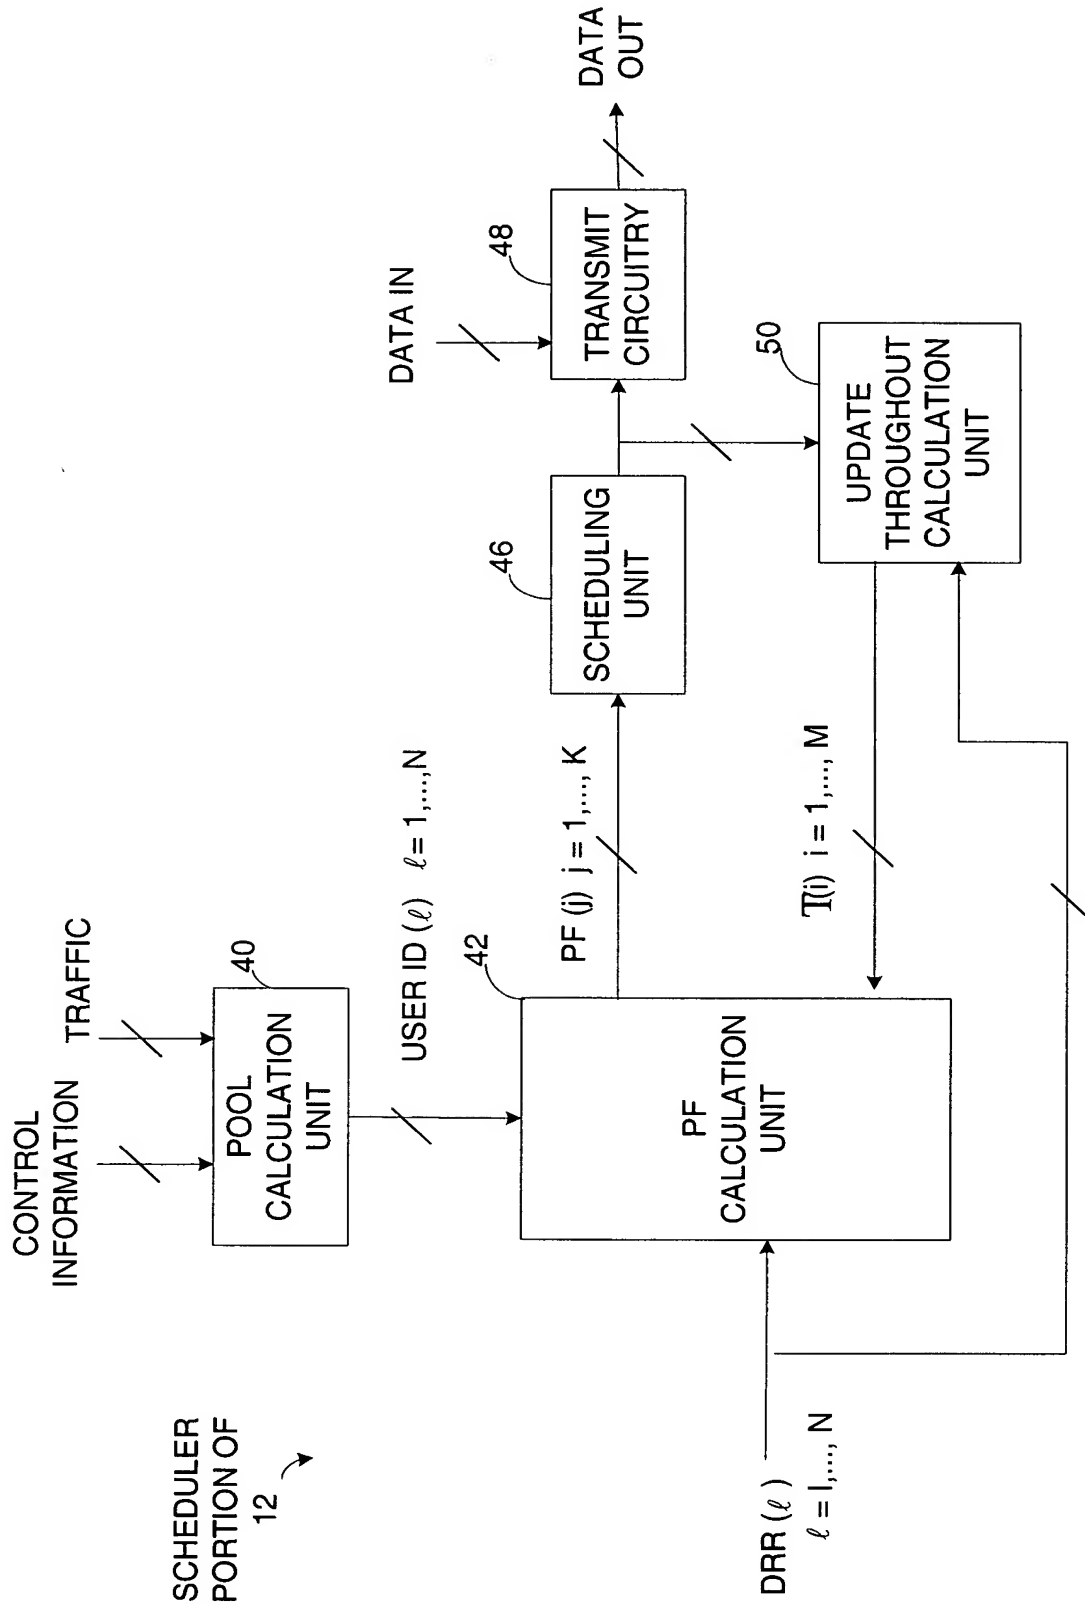 SCHEDULER
PORTION OF
12
CONTROL
INFORMATION
TRAFFIC
40
POOL
CALCULATION
UNIT
USER ID (ℓ) ℓ = 1,...,N
42
PF
CALCULATION
UNIT
DRR (ℓ)
ℓ = I,..., N
PF (j) j = 1,..., K
T(i) i = 1,..., M
46
SCHEDULING
UNIT
DATA IN
48
TRANSMIT
CIRCUITRY
DATA
OUT
50
UPDATE
THROUGHOUT
CALCULATION
UNIT